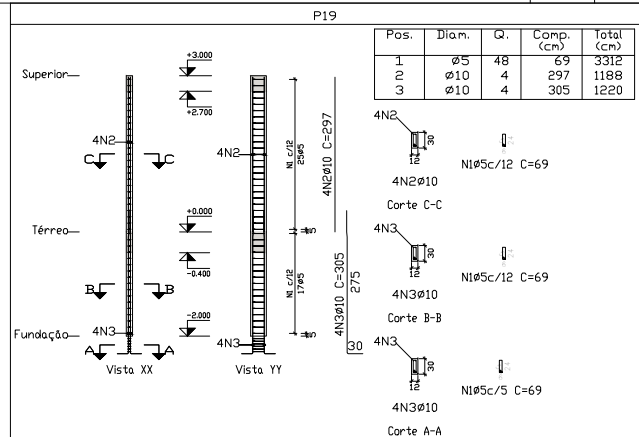 P19
Pos. Diam. Q. Comp. (cm) Total (cm)
1 Ø5 48 69 3312
2 Ø10 4 297 1188
3 Ø10 4 305 1220
Superior
+3.000
+2.700
4N2
C C
4N2
N1 c/12
25Ø5
4N2Ø10 C=297
Térreo
+0.000
-0.400
B B
N1 c/12
17Ø5
4N3Ø10 C=305
275
Fundação
4N3
-2.000
4N3
30
A A
Vista XX
Vista YY
4N2
30
12
4N2Ø10
N1Ø5c/12 C=69
Corte C-C
4N3
30
12
4N3Ø10
N1Ø5c/12 C=69
Corte B-B
4N3
30
12
4N3Ø10
N1Ø5c/5 C=69
Corte A-A